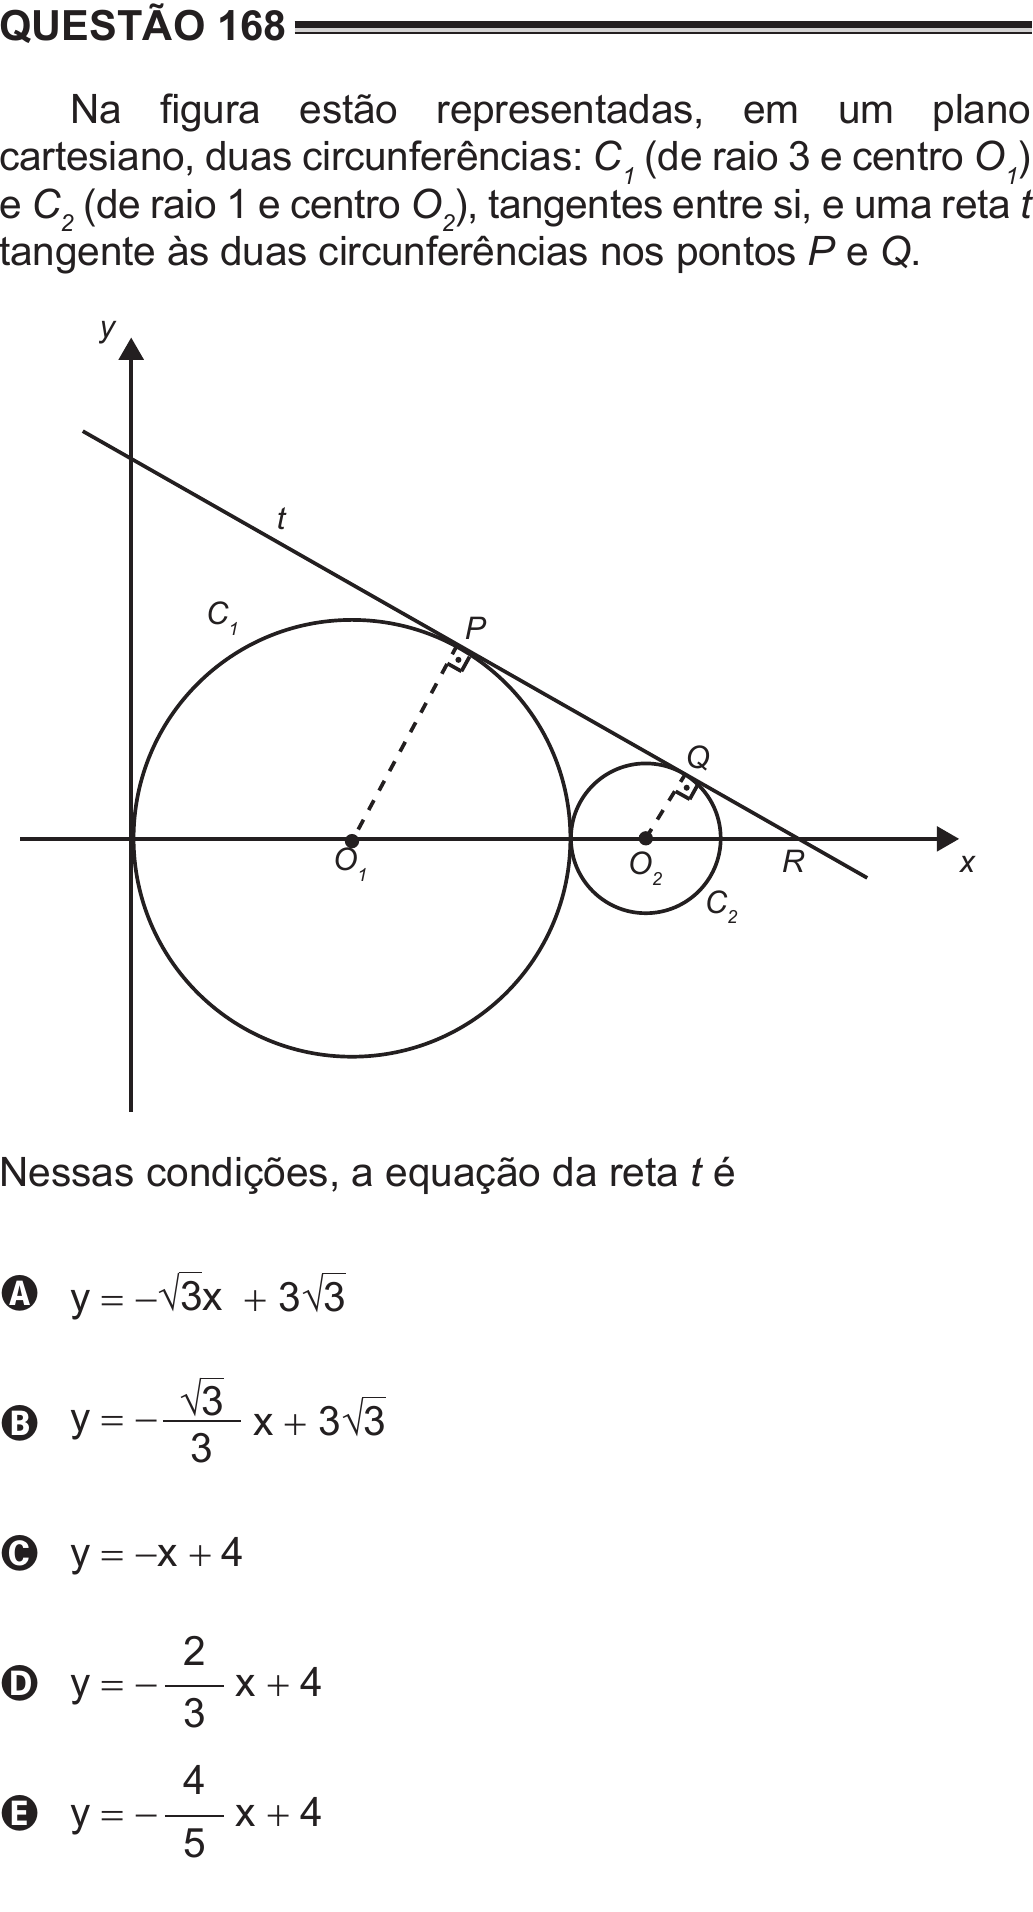 QUESTÃO 168
Na figura estão representadas, em um plano
cartesiano, duas circunferências: C₁ (de raio 3 e centro O₁)
e C₂ (de raio 1 e centro O₂), tangentes entre si, e uma reta t
tangente às duas circunferências nos pontos P e Q.
y
t
C₁
P
Q
O₁
O₂
R
x
C₂
Nessas condições, a equação da reta t é
A y = −√3x + 3√3
B y = −√3/3 x + 3√3
C y = −x + 4
D y = −2/3 x + 4
E y = −4/5 x + 4